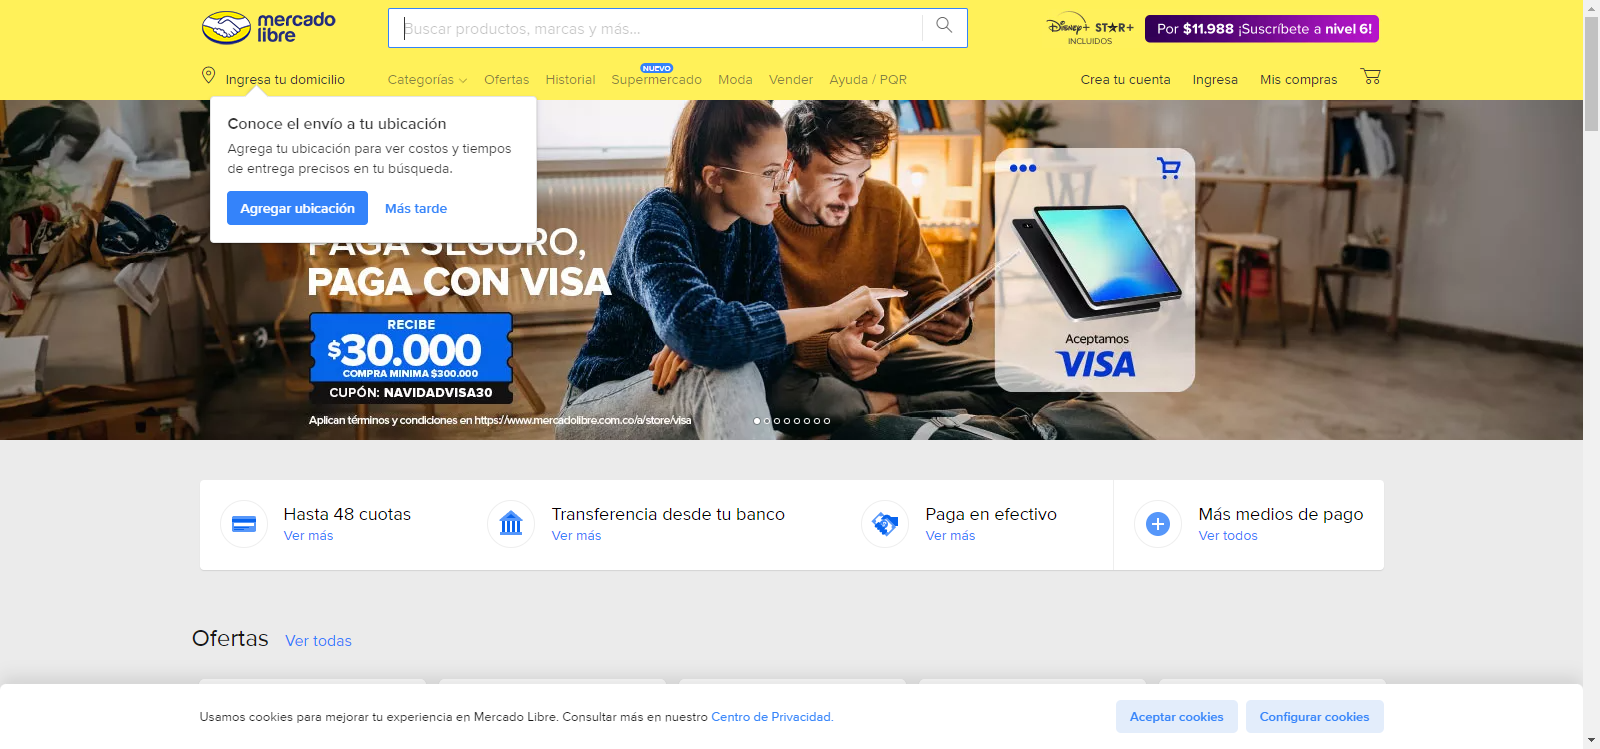 mercado
libre
Buscar productos, marcas y más...
Disney+ STAR+
INCLUIDOS
Por $11.988 ¡Suscríbete a nivel 6!
Ingresa tu domicilio
Categorías
Ofertas
Historial
NUEVO
Supermercado
Moda
Vender
Ayuda / PQR
Crea tu cuenta
Ingresa
Mis compras
Conoce el envío a tu ubicación
Agrega tu ubicación para ver costos y tiempos
de entrega precisos en tu búsqueda.
Agregar ubicación
Más tarde
PAGA SEGURO,
PAGA CON VISA
RECIBE
$30.000
COMPRA MINIMA $300.000
CUPÓN: NAVIDADVISA30
Aplican términos y condiciones en https://www.mercadolibre.com.co/a/store/visa
Aceptamos
VISA
Hasta 48 cuotas
Ver más
Transferencia desde tu banco
Ver más
Paga en efectivo
Ver más
Más medios de pago
Ver todos
Ofertas
Ver todas
Usamos cookies para mejorar tu experiencia en Mercado Libre. Consultar más en nuestro Centro de Privacidad.
Aceptar cookies
Configurar cookies